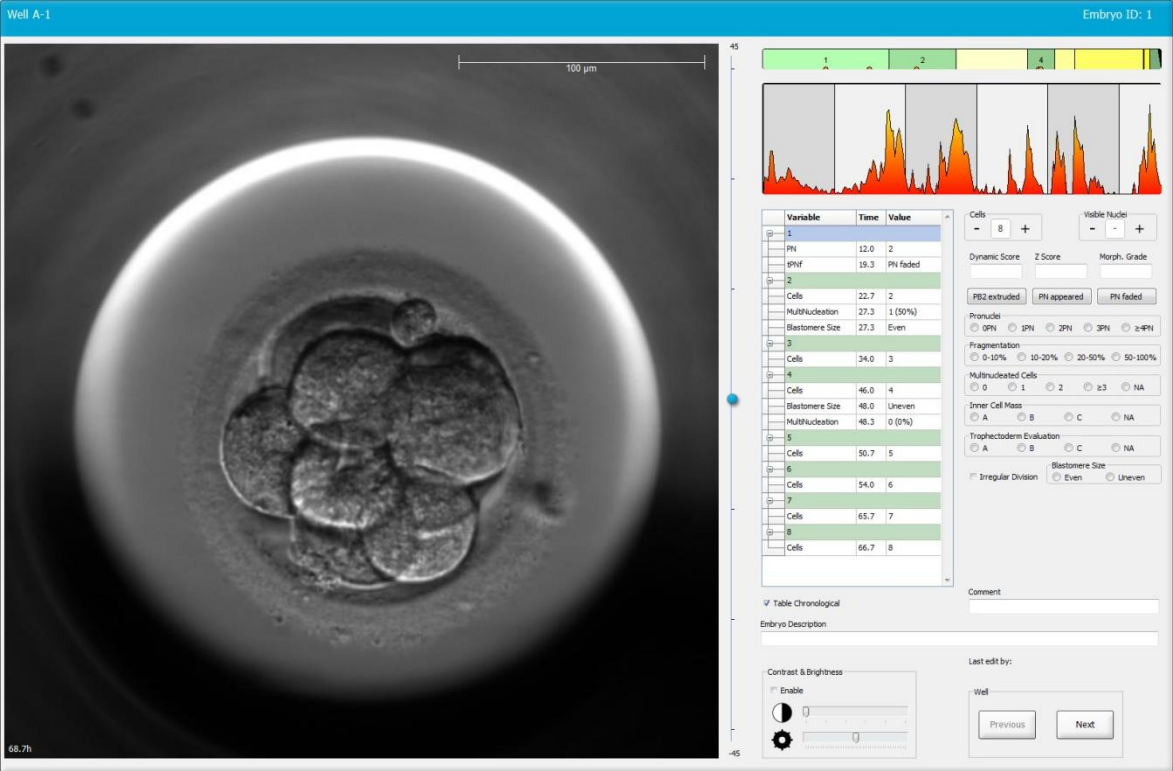 Well A-1
Embryo ID: 1
100 µm
68.7h
45
-45
1 2 4
Variable Time Value
1
PN 12.0 2
tPNf 19.3 PN faded
2
Cells 22.7 2
MultiNucleation 27.3 1 (50%)
Blastomere Size 27.3 Even
3
Cells 34.0 3
4
Cells 46.0 4
Blastomere Size 48.0 Uneven
MultiNucleation 48.3 0 (0%)
5
Cells 50.7 5
6
Cells 54.0 6
7
Cells 65.7 7
8
Cells 66.7 8
Table Chronological
Cells
- 8 +
Visible Nuclei
- - +
Dynamic Score Z Score Morph. Grade
PB2 extruded PN appeared PN faded
Pronuclei
0PN 1PN 2PN 3PN ≥4PN
Fragmentation
0-10% 10-20% 20-50% 50-100%
Multinucleated Cells
0 1 2 ≥3 NA
Inner Cell Mass
A B C NA
Trophectoderm Evaluation
A B C NA
Irregular Division
Blastomere Size
Even Uneven
Comment
Embryo Description
Contrast & Brightness
Enable
Last edit by:
Well
Previous Next